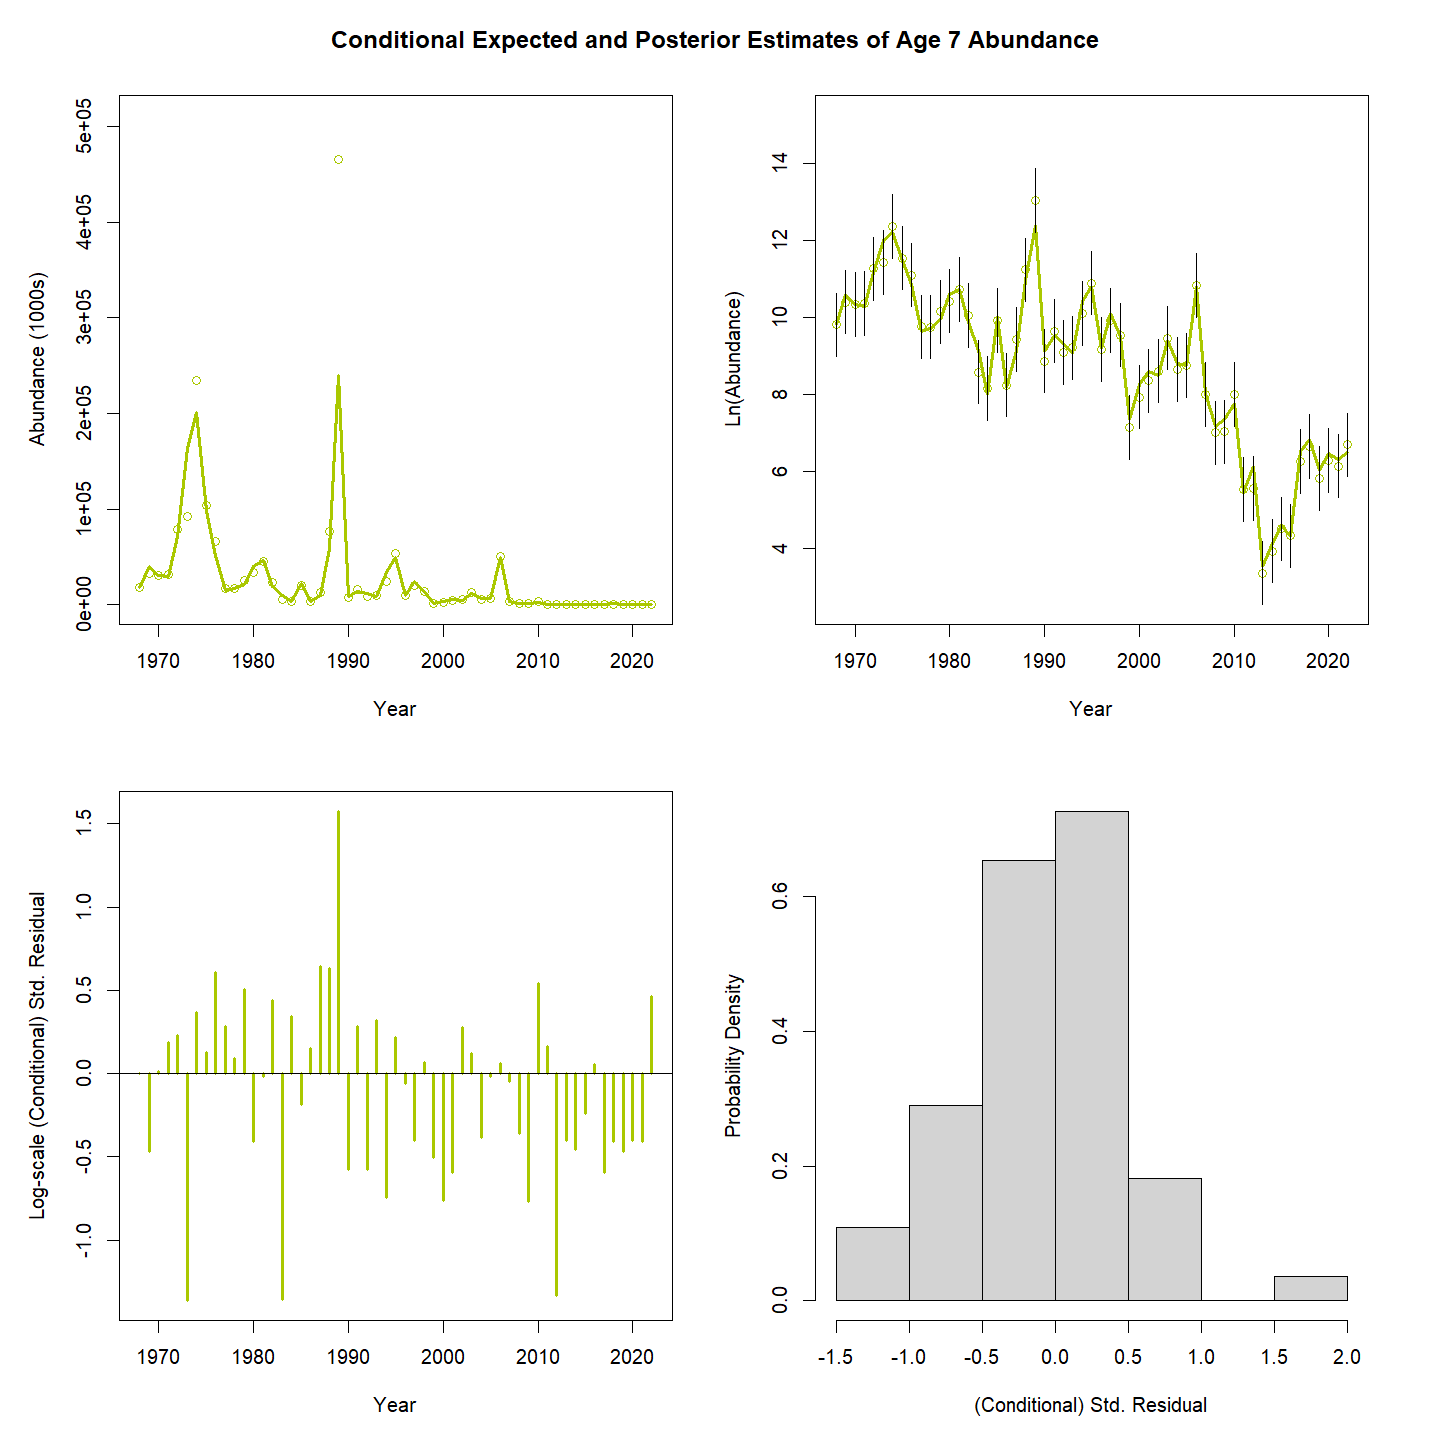 Conditional Expected and Posterior Estimates of Age 7 Abundance
Abundance (1000s)
5e+05
4e+05
3e+05
2e+05
1e+05
0e+00
1970 1980 1990 2000 2010 2020
Year
Ln(Abundance)
14
12
10
8
6
4
1970 1980 1990 2000 2010 2020
Year
Log-scale (Conditional) Std. Residual
1.5
1.0
0.5
0.0
-0.5
-1.0
1970 1980 1990 2000 2010 2020
Year
Probability Density
0.6
0.4
0.2
0.0
-1.5 -1.0 -0.5 0.0 0.5 1.0 1.5 2.0
(Conditional) Std. Residual